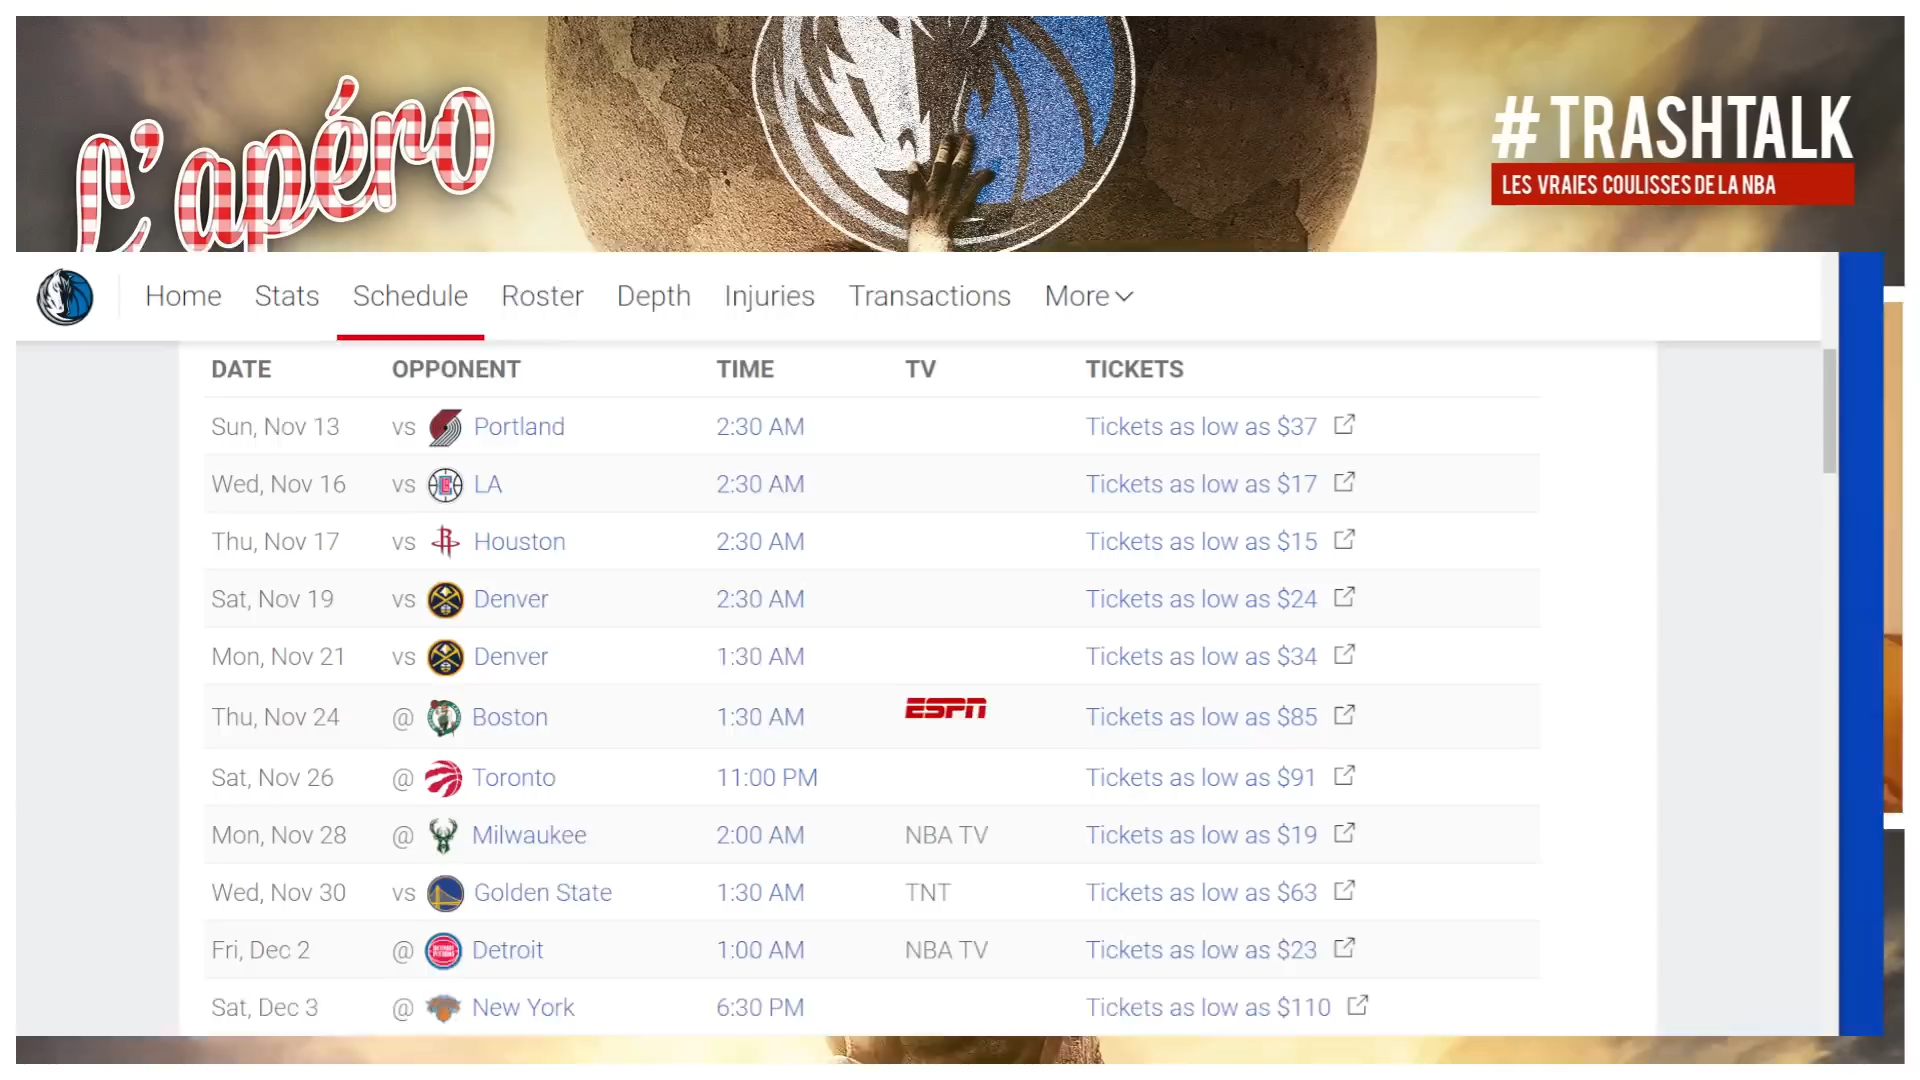 L'apéro
#TRASHTALK
LES VRAIES COULISSES DE LA NBA
Home Stats Schedule Roster Depth Injuries Transactions More
DATE OPPONENT TIME TV TICKETS
Sun, Nov 13 vs Portland 2:30 AM Tickets as low as $37
Wed, Nov 16 vs LA 2:30 AM Tickets as low as $17
Thu, Nov 17 vs Houston 2:30 AM Tickets as low as $15
Sat, Nov 19 vs Denver 2:30 AM Tickets as low as $24
Mon, Nov 21 vs Denver 1:30 AM Tickets as low as $34
Thu, Nov 24 @ Boston 1:30 AM ESPN Tickets as low as $85
Sat, Nov 26 @ Toronto 11:00 PM Tickets as low as $91
Mon, Nov 28 @ Milwaukee 2:00 AM NBA TV Tickets as low as $19
Wed, Nov 30 vs Golden State 1:30 AM TNT Tickets as low as $63
Fri, Dec 2 @ Detroit 1:00 AM NBA TV Tickets as low as $23
Sat, Dec 3 @ New York 6:30 PM Tickets as low as $110